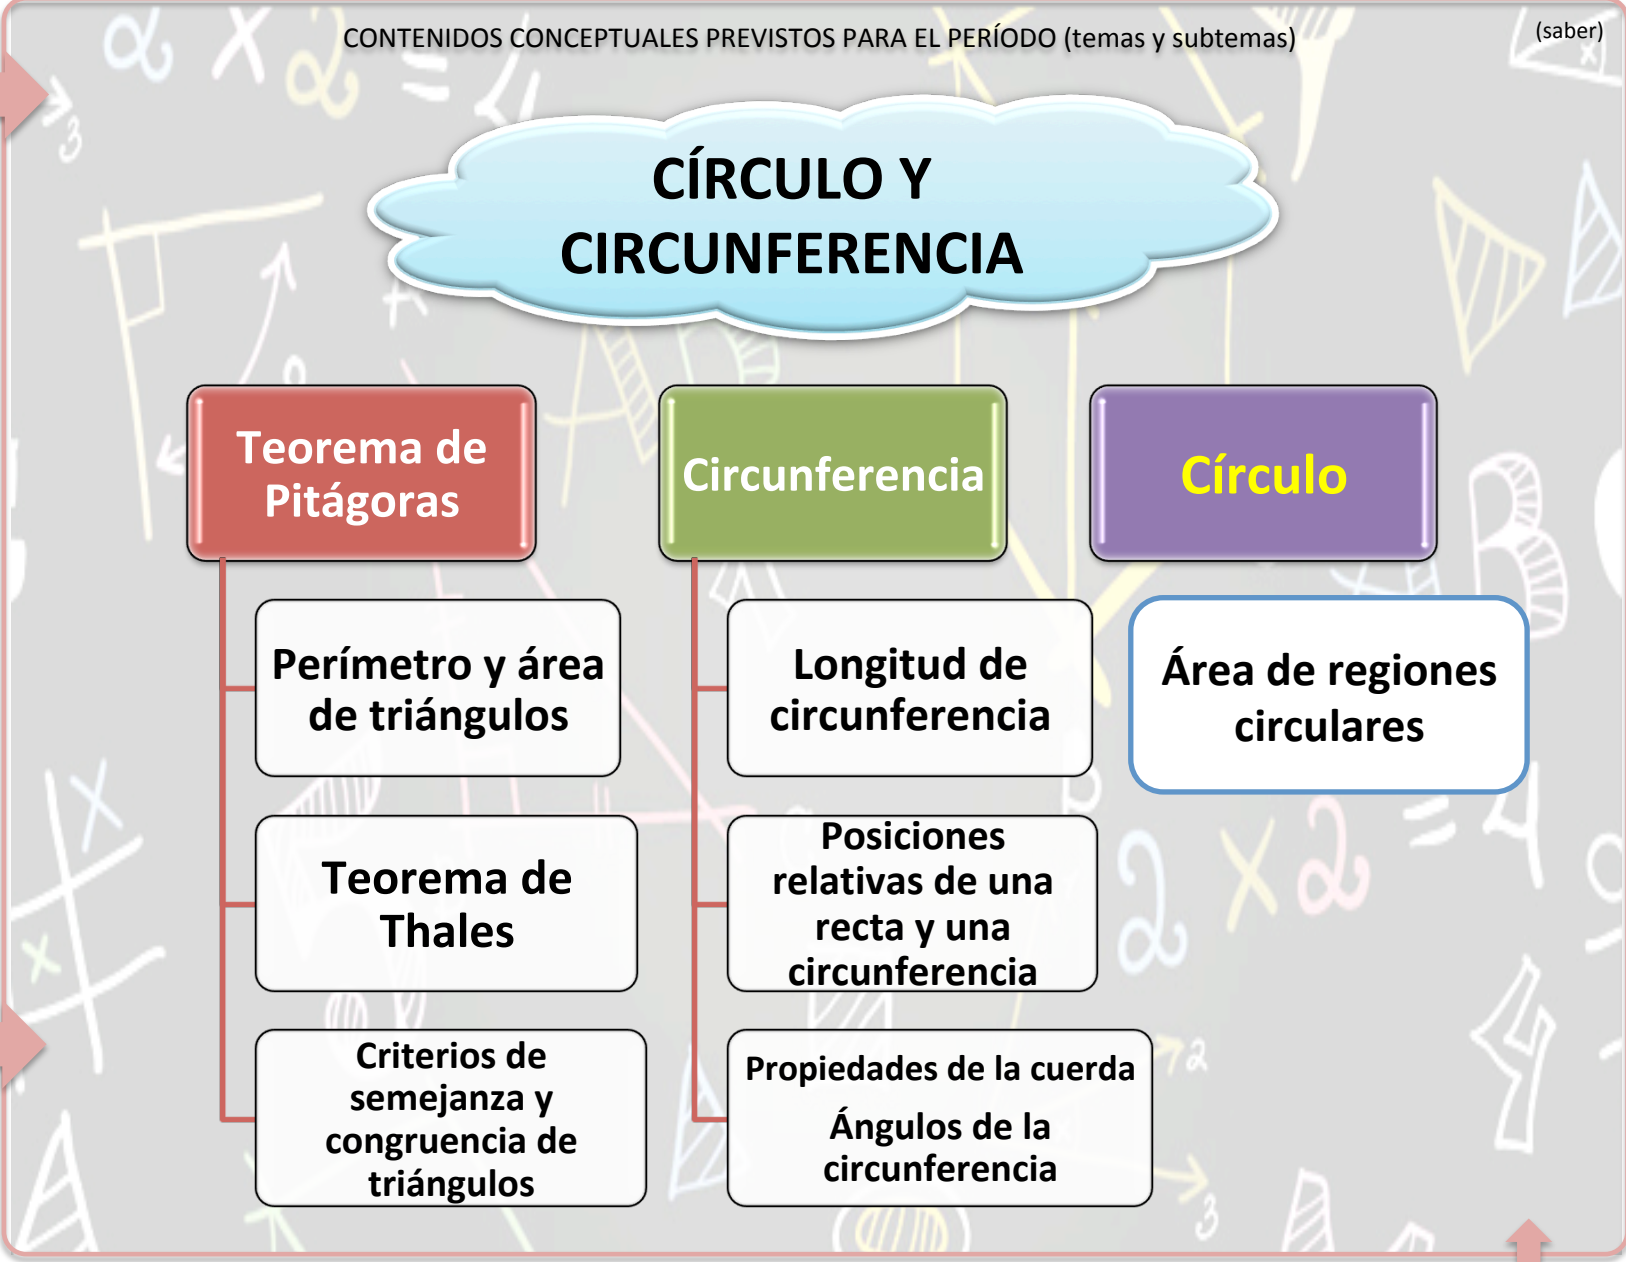 CONTENIDOS CONCEPTUALES PREVISTOS PARA EL PERÍODO (temas y subtemas)
(saber)
CÍRCULO Y
CIRCUNFERENCIA
Teorema de
Pitágoras
Perímetro y área
de triángulos
Teorema de
Thales
Criterios de
semejanza y
congruencia de
triángulos
Circunferencia
Longitud de
circunferencia
Posiciones
relativas de una
recta y una
circunferencia
Propiedades de la cuerda
Ángulos de la
circunferencia
Círculo
Área de regiones
circulares